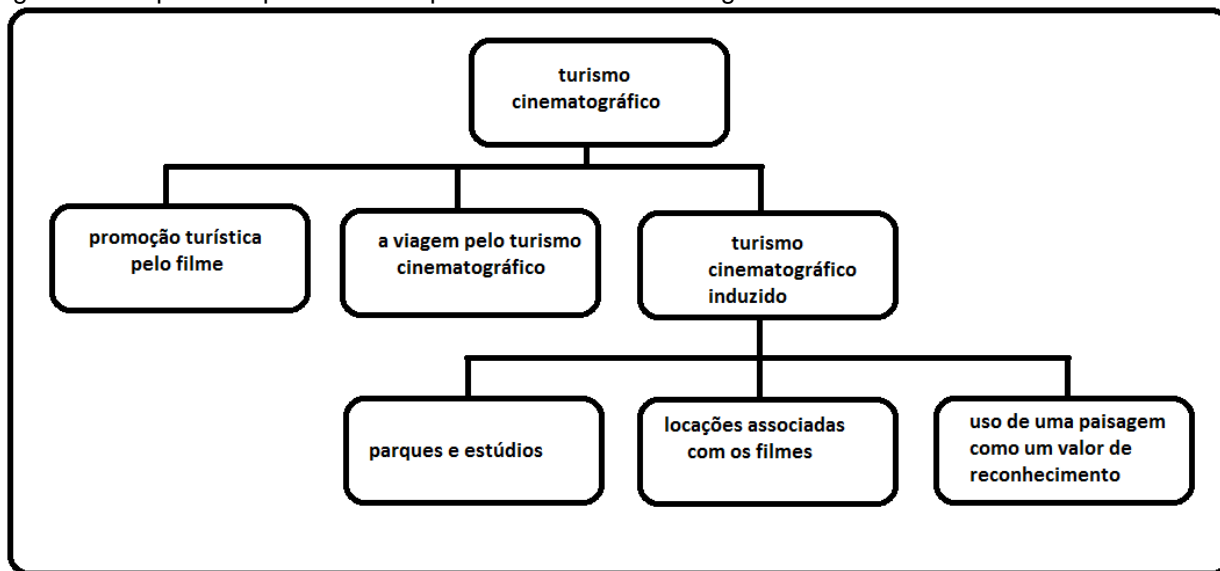 turismo
cinematográfico
promoção turística
pelo filme
a viagem pelo turismo
cinematográfico
turismo
cinematográfico
induzido
parques e estúdios
locações associadas
com os filmes
uso de uma paisagem
como um valor de
reconhecimento